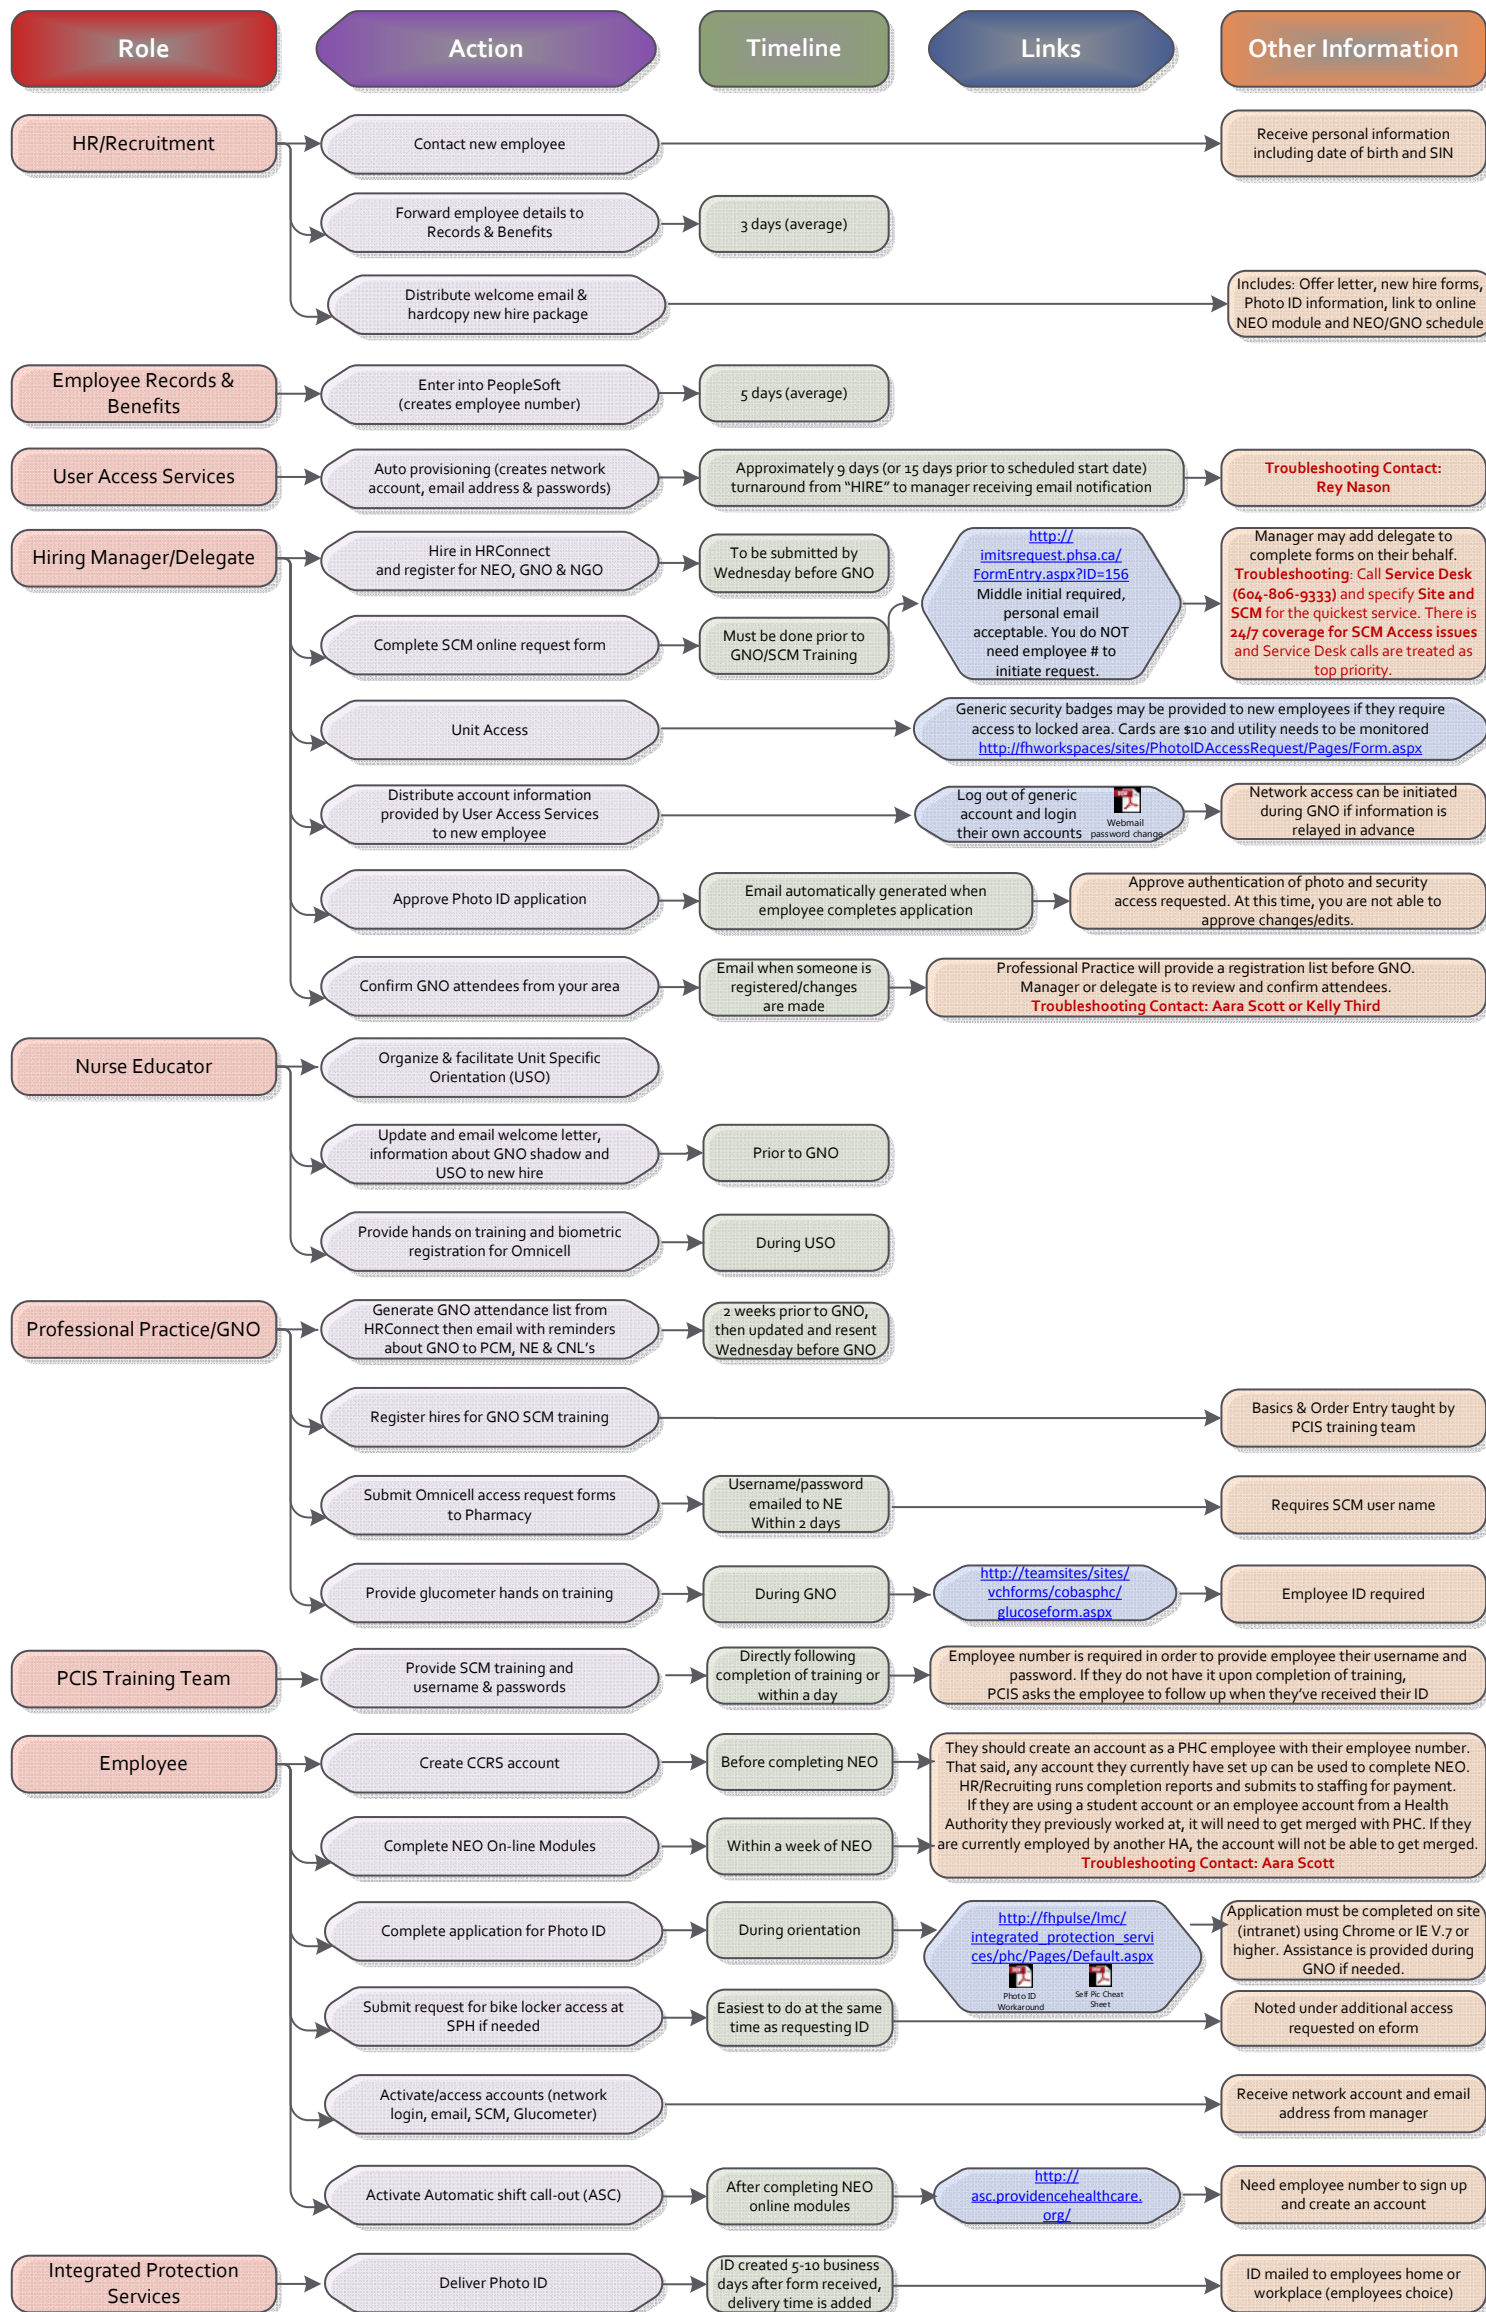 Role
Action
Timeline
Links
Other Information
HR/Recruitment
Contact new employee
Receive personal information
including date of birth and SIN
Forward employee details to
Records & Benefits
3 days (average)
Distribute welcome email &
hardcopy new hire package
Includes: Offer letter, new hire forms,
Photo ID information, link to online
NEO module and NEO/GNO schedule
Employee Records &
Benefits
Enter into PeopleSoft
(creates employee number)
5 days (average)
User Access Services
Auto provisioning (creates network
account, email address & passwords)
Approximately 9 days (or 15 days prior to scheduled start date)
turnaround from “HIRE” to manager receiving email notification
Troubleshooting Contact:
Rey Nason
Hiring Manager/Delegate
Hire in HRConnect
and register for NEO, GNO & NGO
To be submitted by
Wednesday before GNO
Complete SCM online request form
Must be done prior to
GNO/SCM Training
http://
imitsrequest.phsa.ca/
FormEntry.aspx?ID=156
Middle initial required,
personal email
acceptable. You do NOT
need employee # to
initiate request.
Manager may add delegate to
complete forms on their behalf.
Troubleshooting: Call Service Desk
(604-806-9333) and specify Site and
SCM for the quickest service. There is
24/7 coverage for SCM Access issues
and Service Desk calls are treated as
top priority.
Unit Access
Generic security badges may be provided to new employees if they require
access to locked area. Cards are $10 and utility needs to be monitored
http://fhworkspaces/sites/PhotoIDAccessRequest/Pages/Form.aspx
Distribute account information
provided by User Access Services
to new employee
Log out of generic
account and login
their own accounts
Webmail
password change
Network access can be initiated
during GNO if information is
relayed in advance
Approve Photo ID application
Email automatically generated when
employee completes application
Approve authentication of photo and security
access requested. At this time, you are not able to
approve changes/edits.
Confirm GNO attendees from your area
Email when someone is
registered/changes
are made
Professional Practice will provide a registration list before GNO.
Manager or delegate is to review and confirm attendees.
Troubleshooting Contact: Aara Scott or Kelly Third
Nurse Educator
Organize & facilitate Unit Specific
Orientation (USO)
Update and email welcome letter,
information about GNO shadow and
USO to new hire
Prior to GNO
Provide hands on training and biometric
registration for Omnicell
During USO
Professional Practice/GNO
Generate GNO attendance list from
HRConnect then email with reminders
about GNO to PCM, NE & CNL’s
2 weeks prior to GNO,
then updated and resent
Wednesday before GNO
Register hires for GNO SCM training
Basics & Order Entry taught by
PCIS training team
Submit Omnicell access request forms
to Pharmacy
Username/password
emailed to NE
Within 2 days
Requires SCM user name
Provide glucometer hands on training
During GNO
http://teamsites/sites/
vchforms/cobasphc/
glucoseform.aspx
Employee ID required
PCIS Training Team
Provide SCM training and
username & passwords
Directly following
completion of training or
within a day
Employee number is required in order to provide employee their username and
password. If they do not have it upon completion of training,
PCIS asks the employee to follow up when they’ve received their ID
Employee
Create CCRS account
Before completing NEO
They should create an account as a PHC employee with their employee number.
That said, any account they currently have set up can be used to complete NEO.
HR/Recruiting runs completion reports and submits to staffing for payment.
If they are using a student account or an employee account from a Health
Authority they previously worked at, it will need to get merged with PHC. If they
are currently employed by another HA, the account will not be able to get merged.
Troubleshooting Contact: Aara Scott
Complete NEO On-line Modules
Within a week of NEO
Complete application for Photo ID
During orientation
http://fhpulse/lmc/
integrated_protection_servi
ces/phc/Pages/Default.aspx
Photo ID
Workaround
Self Pic Cheat
Sheet
Application must be completed on site
(intranet) using Chrome or IE V.7 or
higher. Assistance is provided during
GNO if needed.
Submit request for bike locker access at
SPH if needed
Easiest to do at the same
time as requesting ID
Noted under additional access
requested on eform
Activate/access accounts (network
login, email, SCM, Glucometer)
Receive network account and email
address from manager
Activate Automatic shift call-out (ASC)
After completing NEO
online modules
http://
asc.providencehealthcare.
org/
Need employee number to sign up
and create an account
Integrated Protection
Services
Deliver Photo ID
ID created 5-10 business
days after form received,
delivery time is added
ID mailed to employees home or
workplace (employees choice)